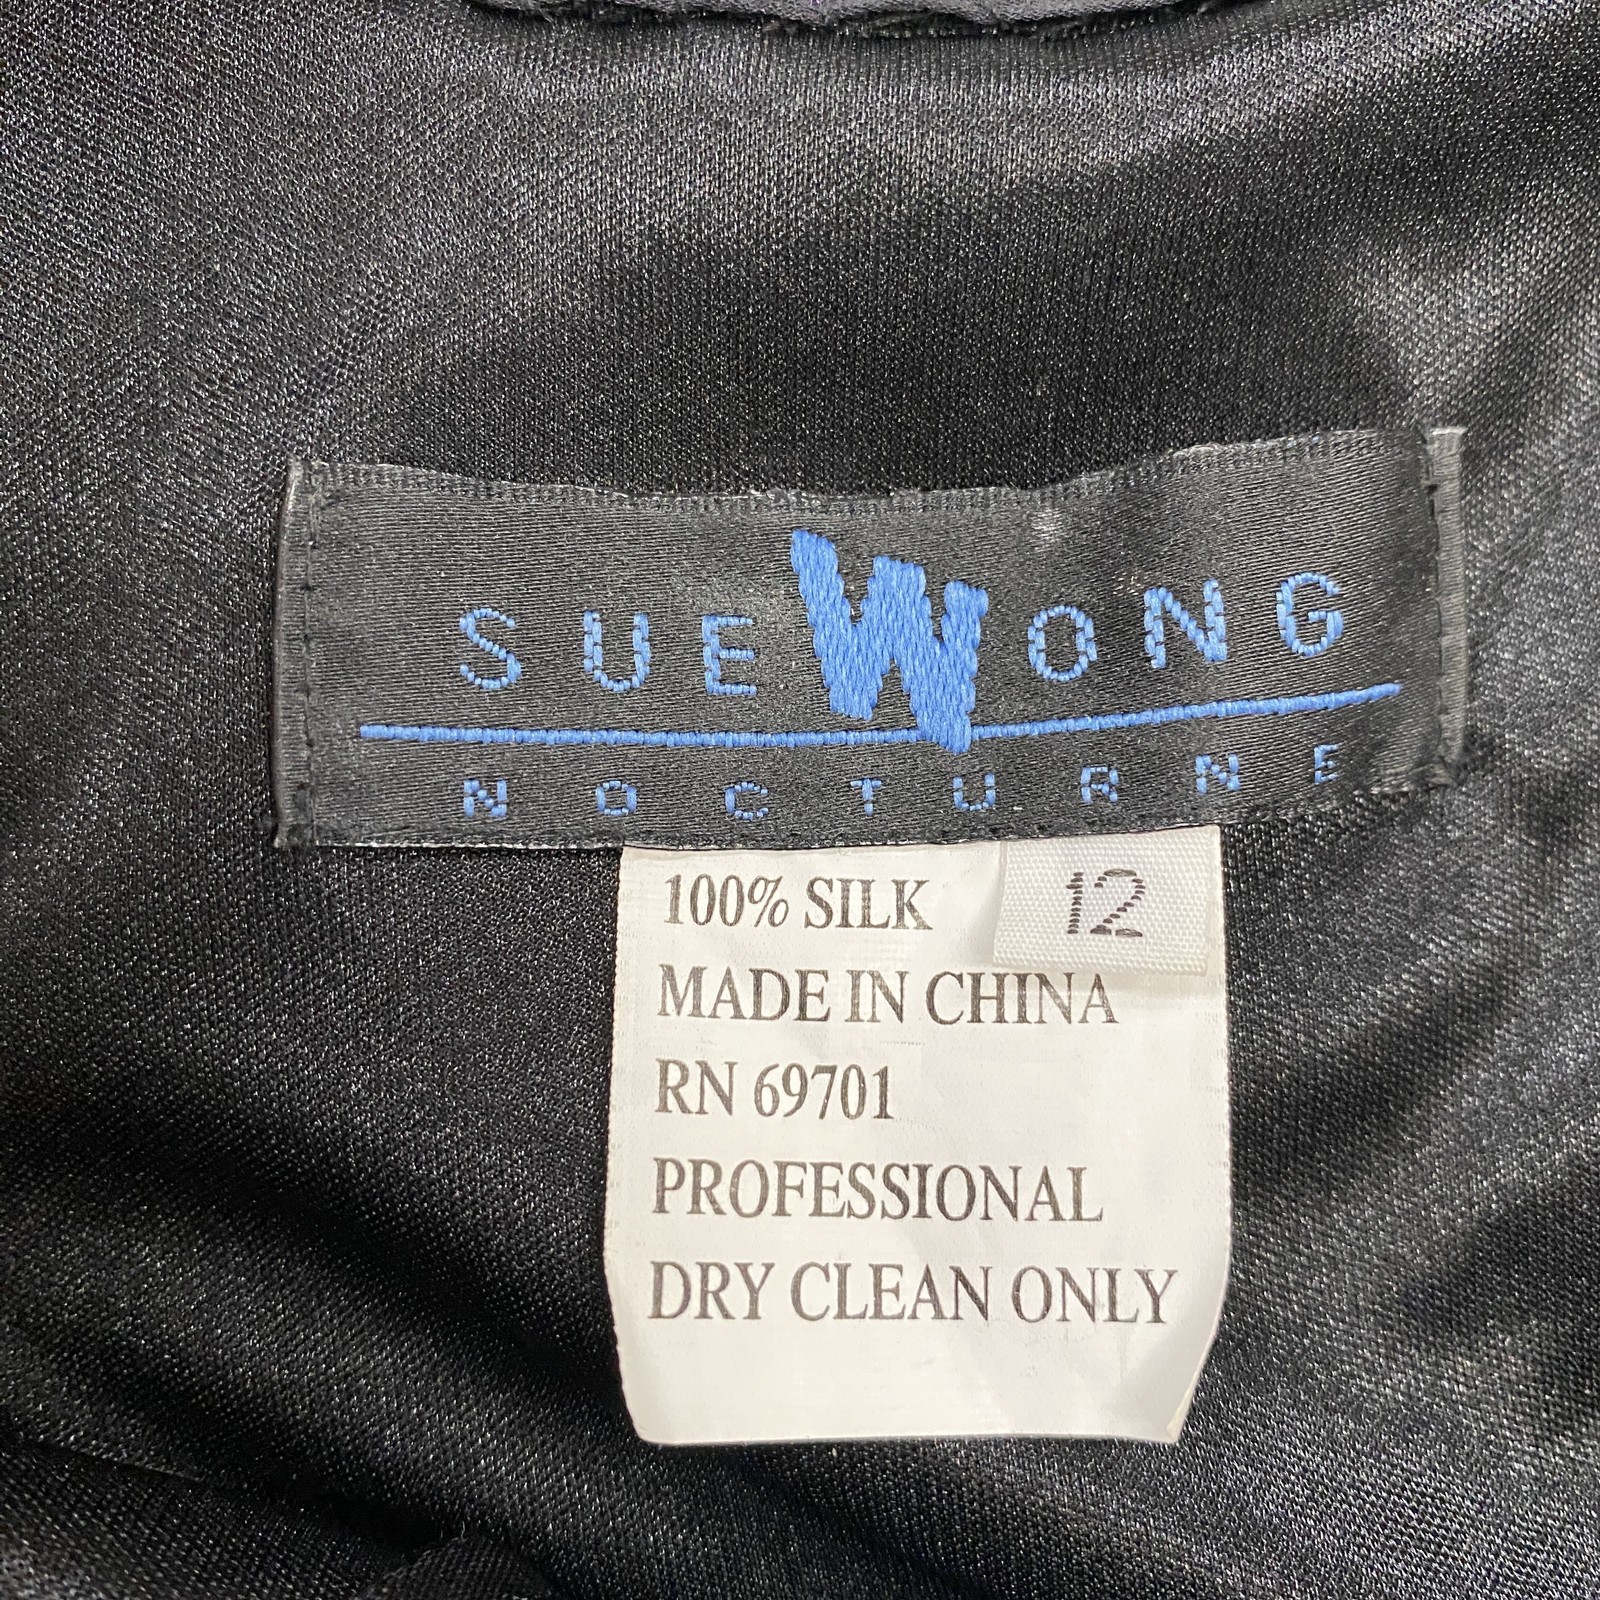 SUE WONG
NOCTURNE
100% SILK 12
MADE IN CHINA
RN 69701
PROFESSIONAL
DRY CLEAN ONLY